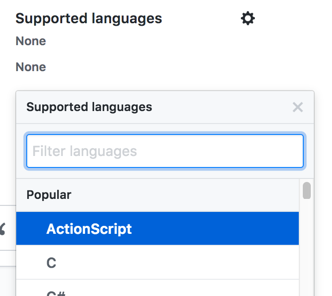 Supported languages
None
None
Supported languages
Filter languages
Popular
ActionScript
C
C#